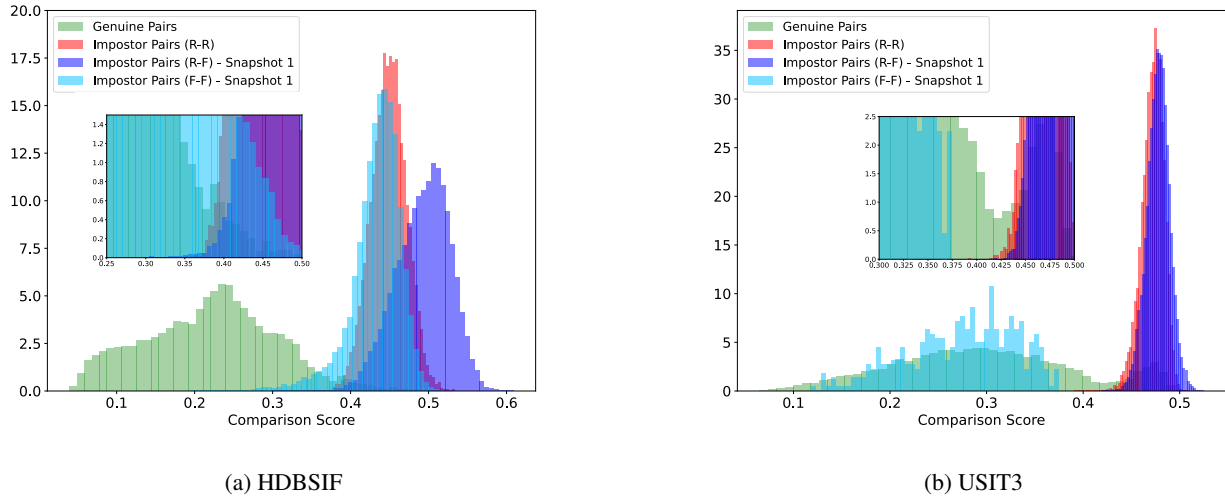 Genuine Pairs
Impostor Pairs (R-R)
Impostor Pairs (R-F) - Snapshot 1
Impostor Pairs (F-F) - Snapshot 1
20.0
17.5
15.0
12.5
10.0
7.5
5.0
2.5
0.0
1.4
1.2
1.0
0.8
0.6
0.4
0.2
0.0
0.25 0.30 0.35 0.40 0.45 0.50
0.1 0.2 0.3 0.4 0.5 0.6
Comparison Score
(a) HDBSIF
Genuine Pairs
Impostor Pairs (R-R)
Impostor Pairs (R-F) - Snapshot 1
Impostor Pairs (F-F) - Snapshot 1
35
30
25
20
15
10
5
0
2.5
2.0
1.5
1.0
0.5
0.0
0.300 0.325 0.350 0.375 0.400 0.425 0.450 0.475 0.500
0.1 0.2 0.3 0.4 0.5
Comparison Score
(b) USIT3